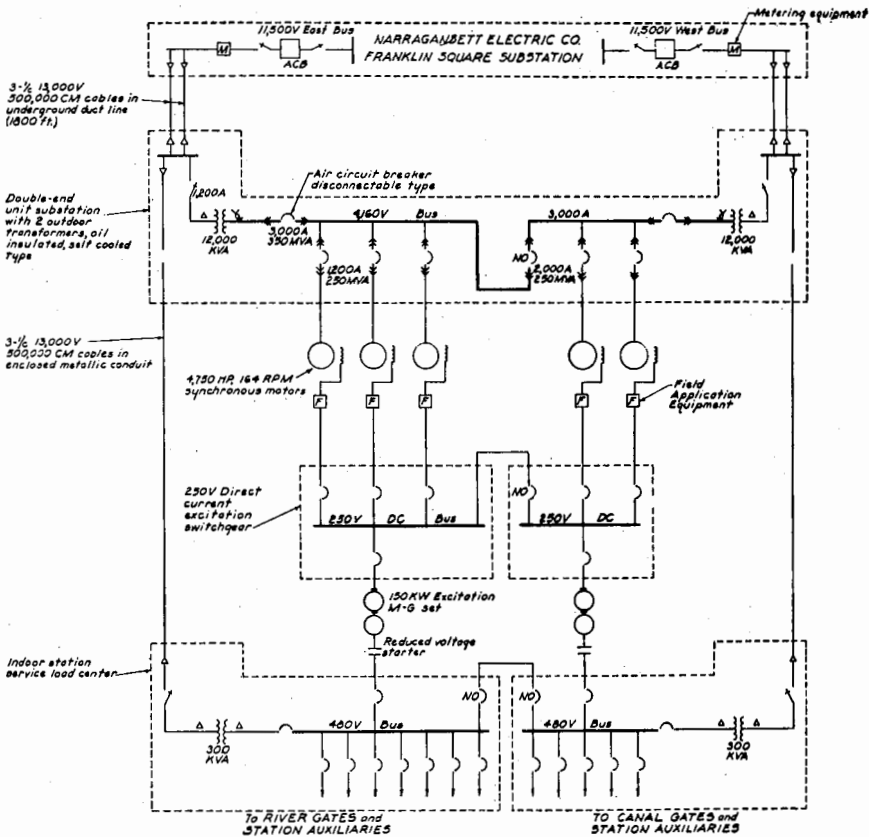 Metering equipment
11,500V East Bus
NARRAGANBETT ELECTRIC CO.
FRANKLIN SQUARE SUBSTATION
11,500V West Bus
M
ACB
ACB
M
3-1/c 13,000V
500,000 CM cables in
underground duct line
(1800 ft.)
Air circuit breaker
disconnectable type
Double-end
unit substation
with 2 outdoor
transformers, oil
insulated, self cooled
type
1,200A
12,000
KVA
3,000A
350MVA
4,160V Bus
3,000A
12,000
KVA
NO
1200A
250MVA
2,000A
250MVA
3-1/c 13,000V
500,000 CM cables in
enclosed metallic conduit
4,750 HP, 164 RPM
synchronous motors
F
F
F
F
F
Field
Application
Equipment
250V Direct
current
excitation
switchgear
NO
250V DC Bus
250V DC
150KW Excitation
M-G set
Reduced voltage
starter
Indoor station
service load center
NO
NO
480V Bus
480V Bus
300
KVA
300
KVA
To RIVER GATES and
STATION AUXILIARIES
TO CANAL GATES and
STATION AUXILIARIES